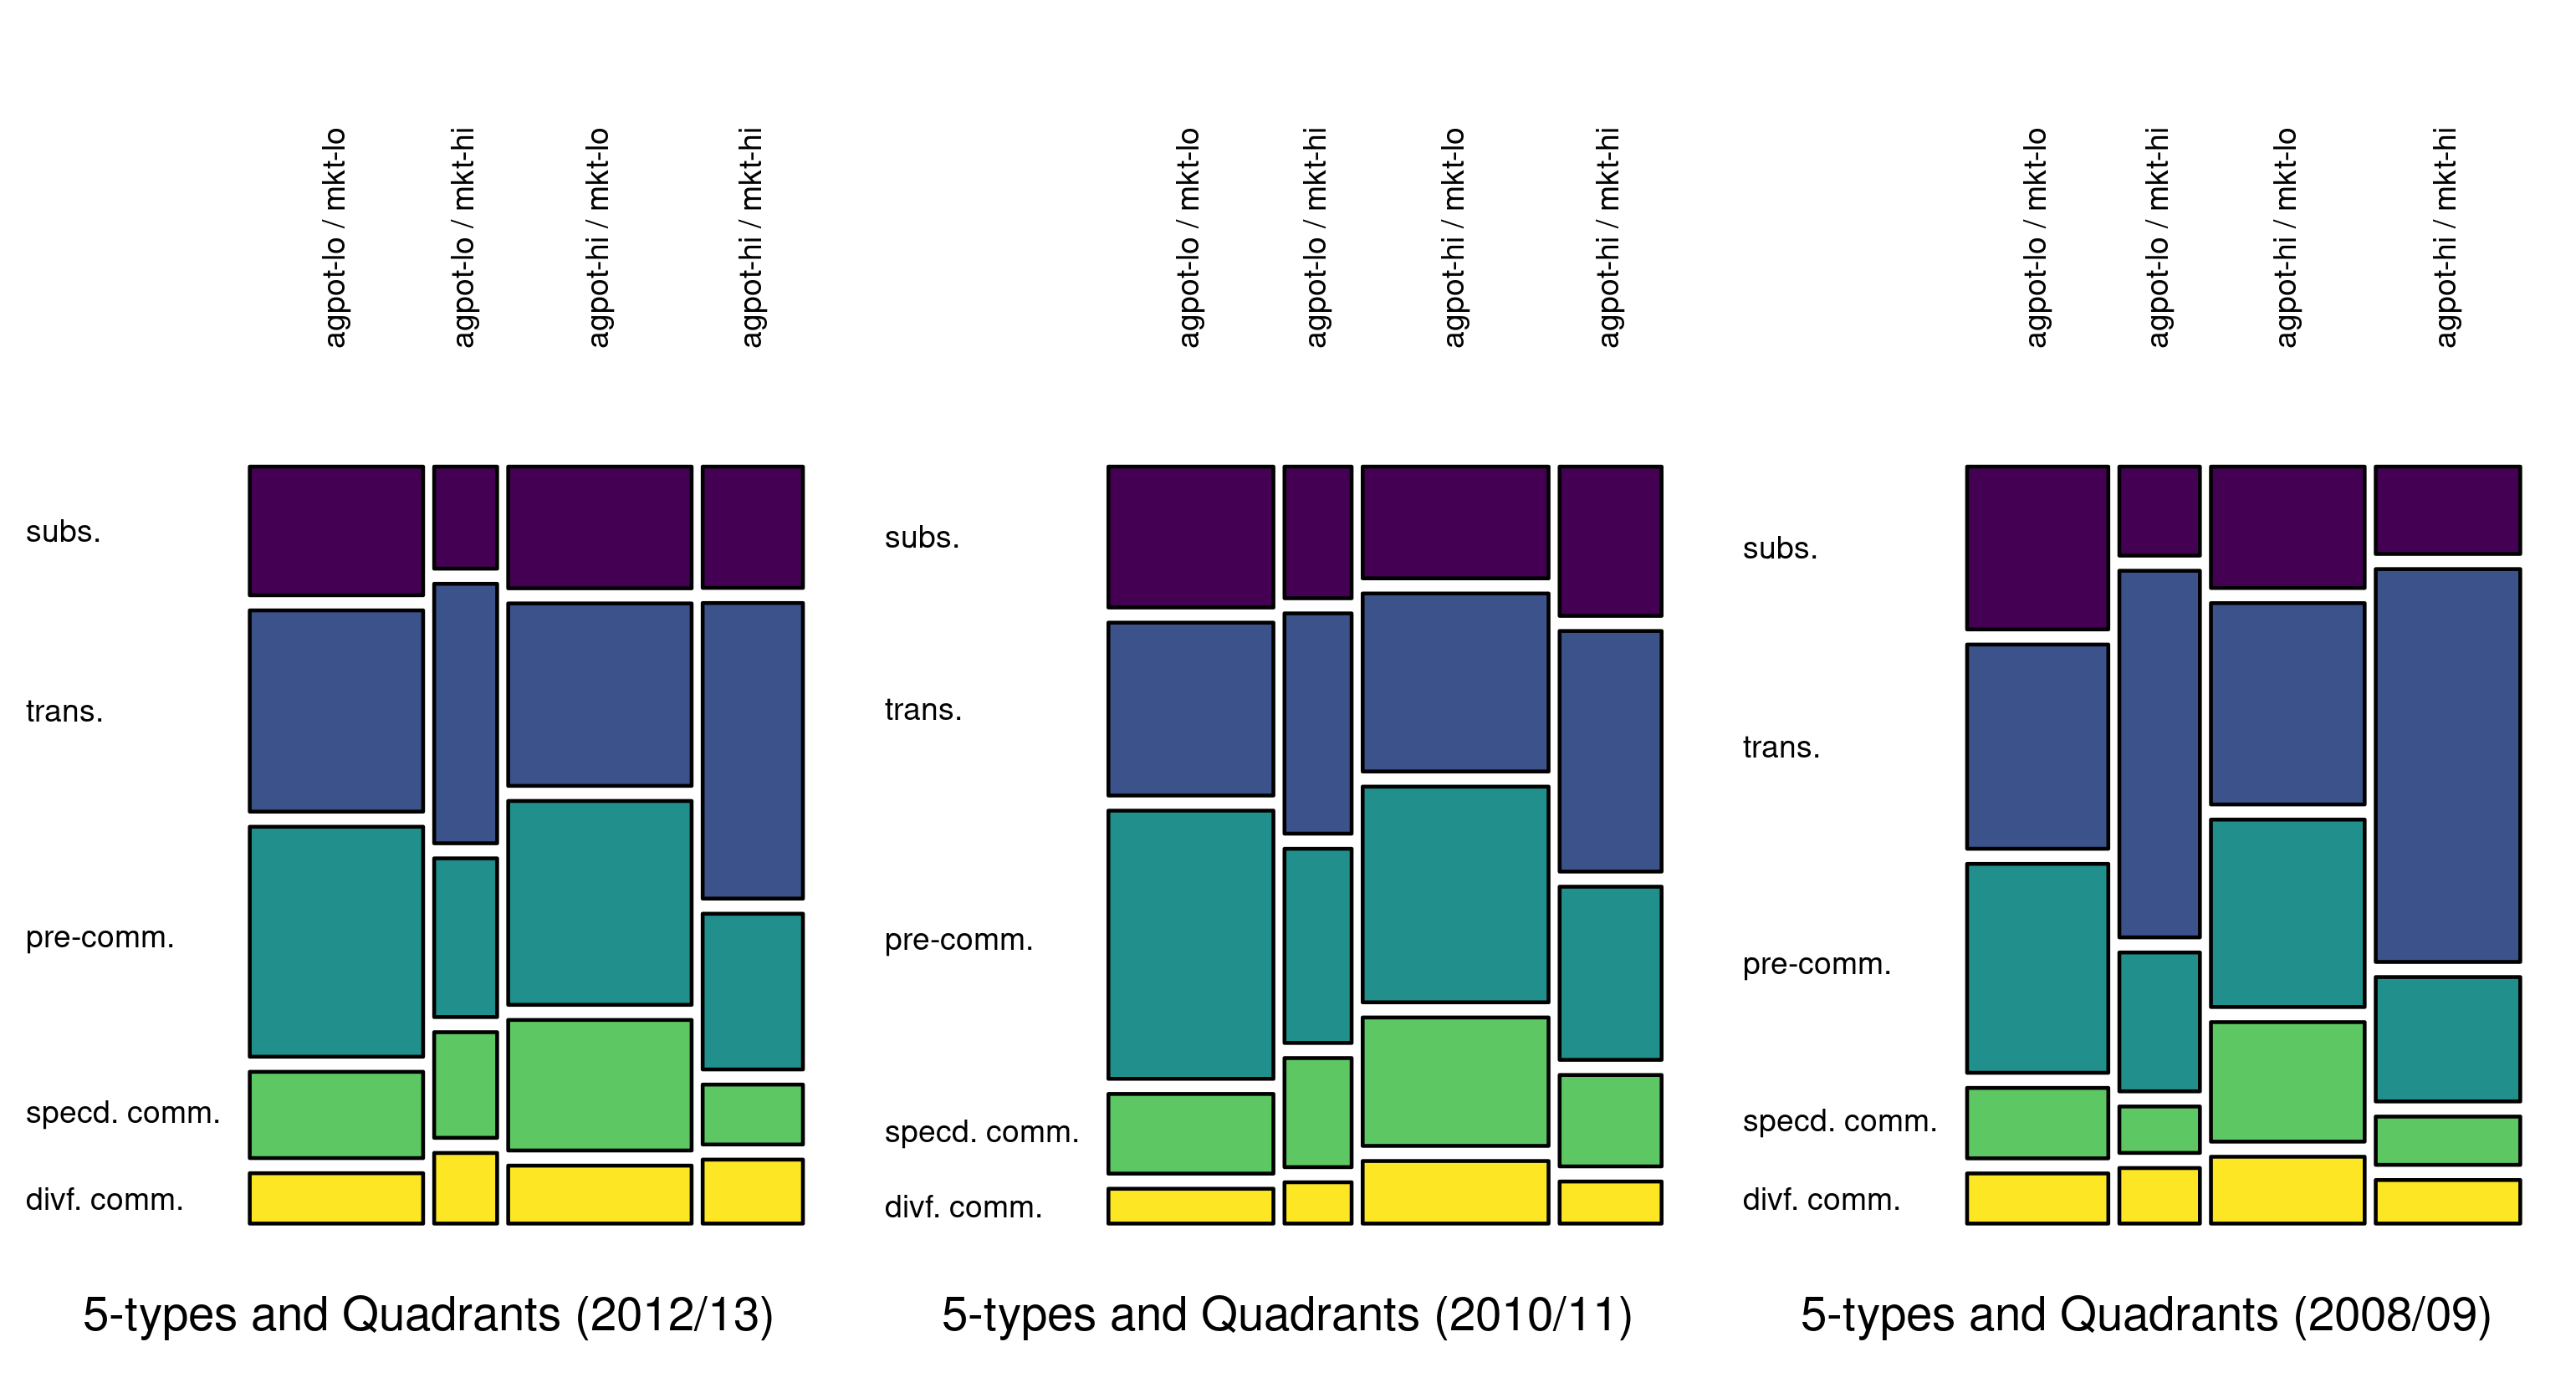 agpot-lo / mkt-lo
agpot-lo / mkt-hi
agpot-hi / mkt-lo
agpot-hi / mkt-hi
subs.
trans.
pre-comm.
specd. comm.
divf. comm.
5-types and Quadrants (2012/13)
agpot-lo / mkt-lo
agpot-lo / mkt-hi
agpot-hi / mkt-lo
agpot-hi / mkt-hi
subs.
trans.
pre-comm.
specd. comm.
divf. comm.
5-types and Quadrants (2010/11)
agpot-lo / mkt-lo
agpot-lo / mkt-hi
agpot-hi / mkt-lo
agpot-hi / mkt-hi
subs.
trans.
pre-comm.
specd. comm.
divf. comm.
5-types and Quadrants (2008/09)